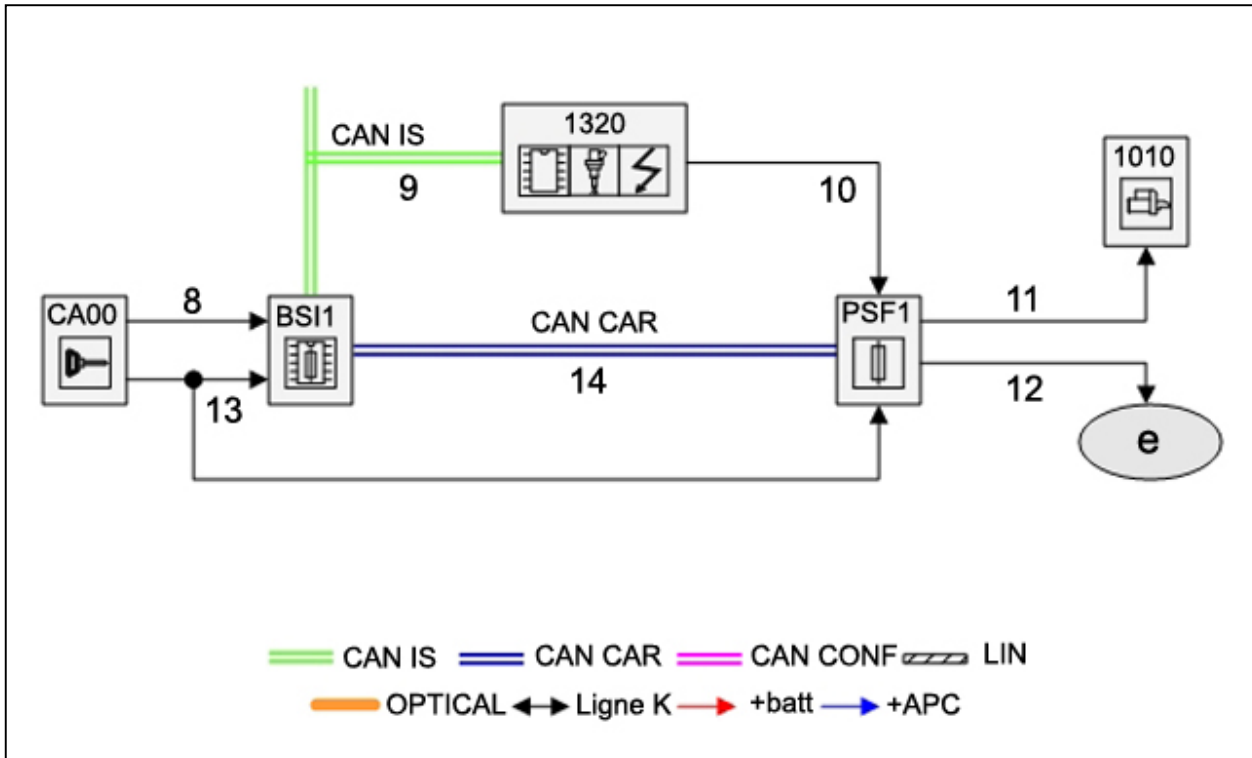 CAN IS
1320
9
10
1010
CA00
8
BSI1
CAN CAR
PSF1
11
13
14
12
e
CAN IS CAN CAR CAN CONF LIN
OPTICAL Ligne K +batt +APC